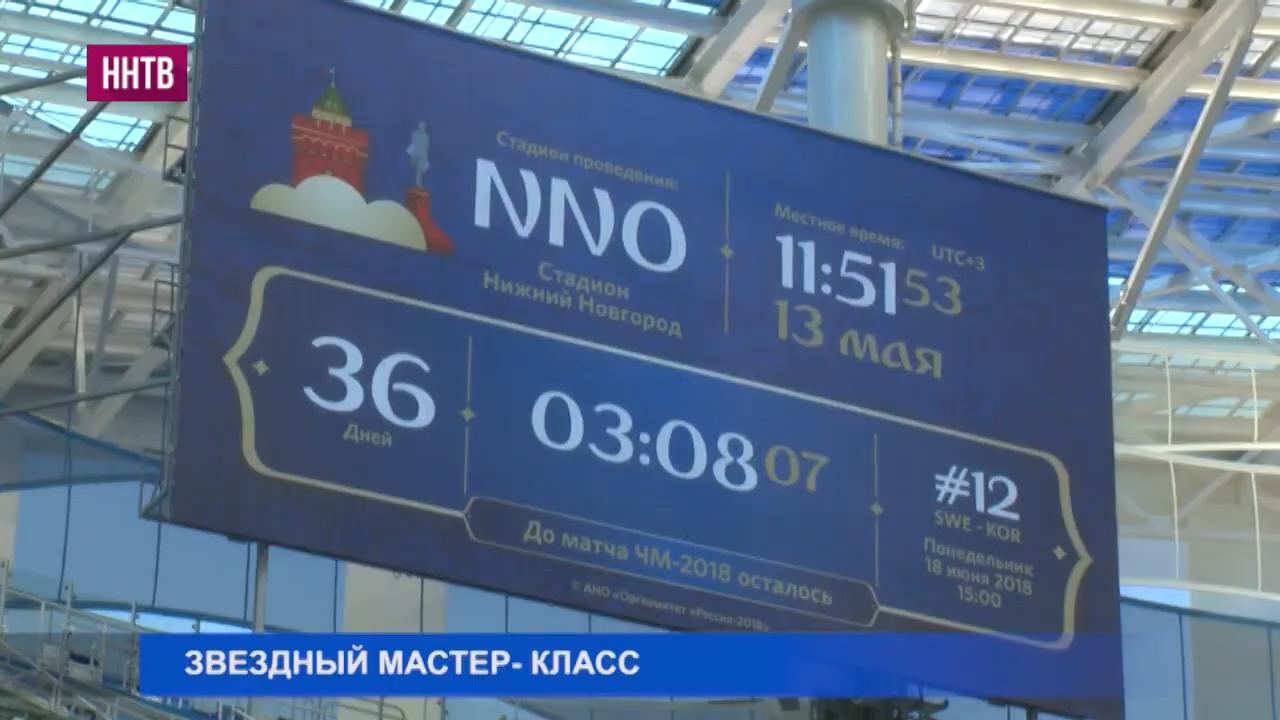 ННТВ
Стадион проведения:
NNO
Стадион
Нижний Новгород
Местное время: UTC+3
11:51 53
13 мая
36
Дней
03:08 07
#12
SWE - KOR
Понедельник
18 июня 2018
15:00
До матча ЧМ-2018 осталось
© АНО «Оргкомитет «Россия-2018»
ЗВЕЗДНЫЙ МАСТЕР- КЛАСС